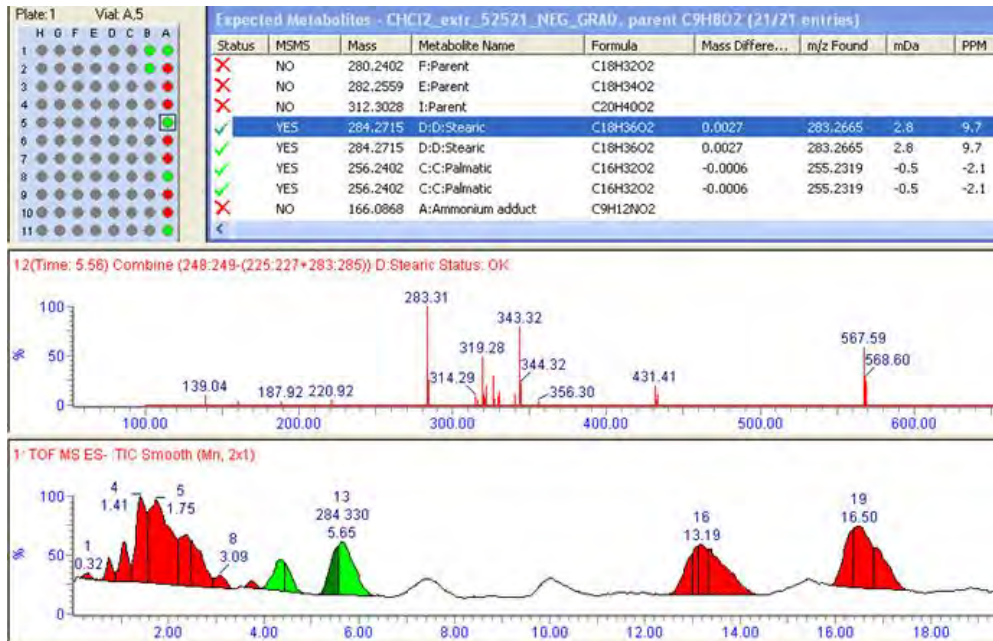 Plate:1 Vial: A,5
H G F E D C B A
1
2
3
4
5
6
7
8
9
10
11
Expected Metabolites - CHCl2_extr_52521_NEG_GRAD, parent C9H8O2 (21/21 entries)
Status MSMS Mass Metabolite Name Formula Mass Differe... m/z Found mDa PPM
NO 280.2402 F:Parent C18H32O2
NO 282.2559 E:Parent C18H34O2
NO 312.3028 I:Parent C20H40O2
YES 284.2715 D:D:Stearic C18H36O2 0.0027 283.2665 2.8 9.7
YES 284.2715 D:D:Stearic C18H36O2 0.0027 283.2665 2.8 9.7
YES 256.2402 C:C:Palmatic C16H32O2 -0.0006 255.2319 -0.5 -2.1
YES 256.2402 C:C:Palmatic C16H32O2 -0.0006 255.2319 -0.5 -2.1
NO 166.0868 A:Ammonium adduct C9H12NO2
12(Time: 5.56) Combine (248:249-(225:227+283:285)) D:Stearic Status: OK
283.31
343.32
567.59
319.28
568.60
344.32
314.29
431.41
356.30
139.04
187.92 220.92
100
%
50
0
100.00 200.00 300.00 400.00 500.00 600.00
1: TOF MS ES- :TIC Smooth (Mn, 2x1)
4
1.41
5
1.75
13
284.330
5.65
19
16.50
16
13.19
1
0.32
8
3.09
100
%
50
0
2.00 4.00 6.00 8.00 10.00 12.00 14.00 16.00 18.00